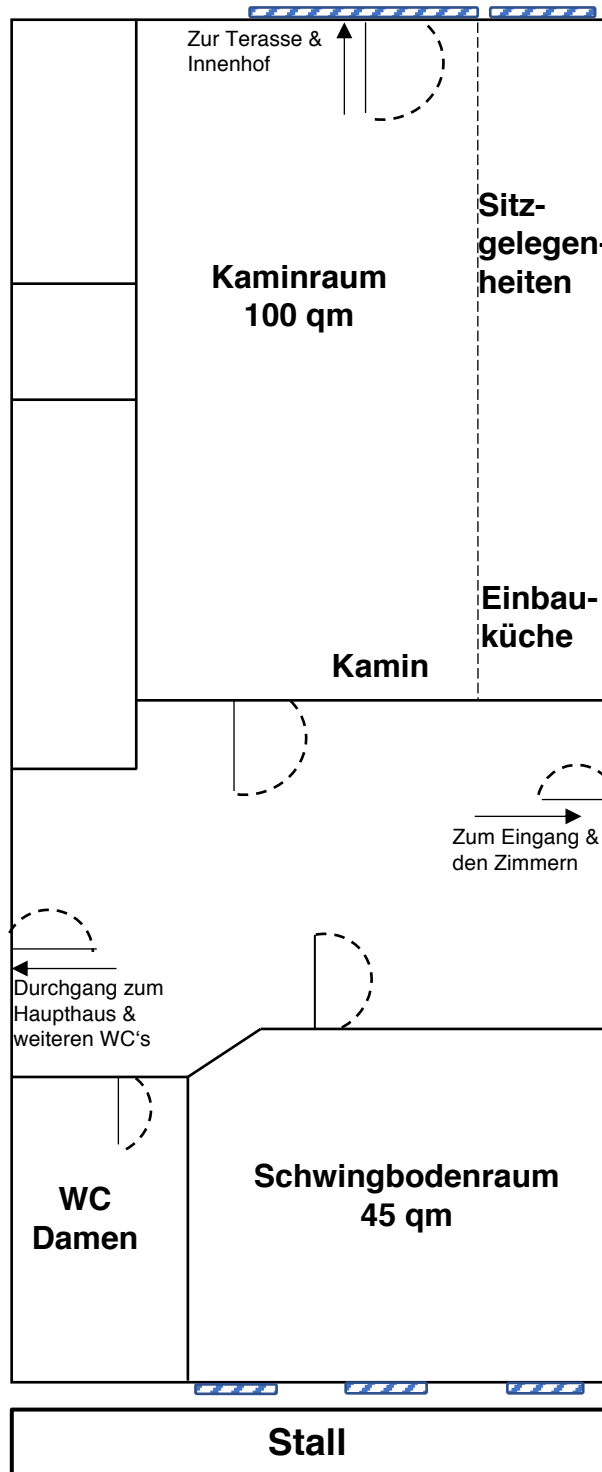 Zur Terasse &
Innenhof
Sitz-
gelegen-
heiten
Kaminraum
100 qm
Einbau-
küche
Kamin
Zum Eingang &
den Zimmern
Durchgang zum
Haupthaus &
weiteren WC‘s
WC
Damen
Schwingbodenraum
45 qm
Stall